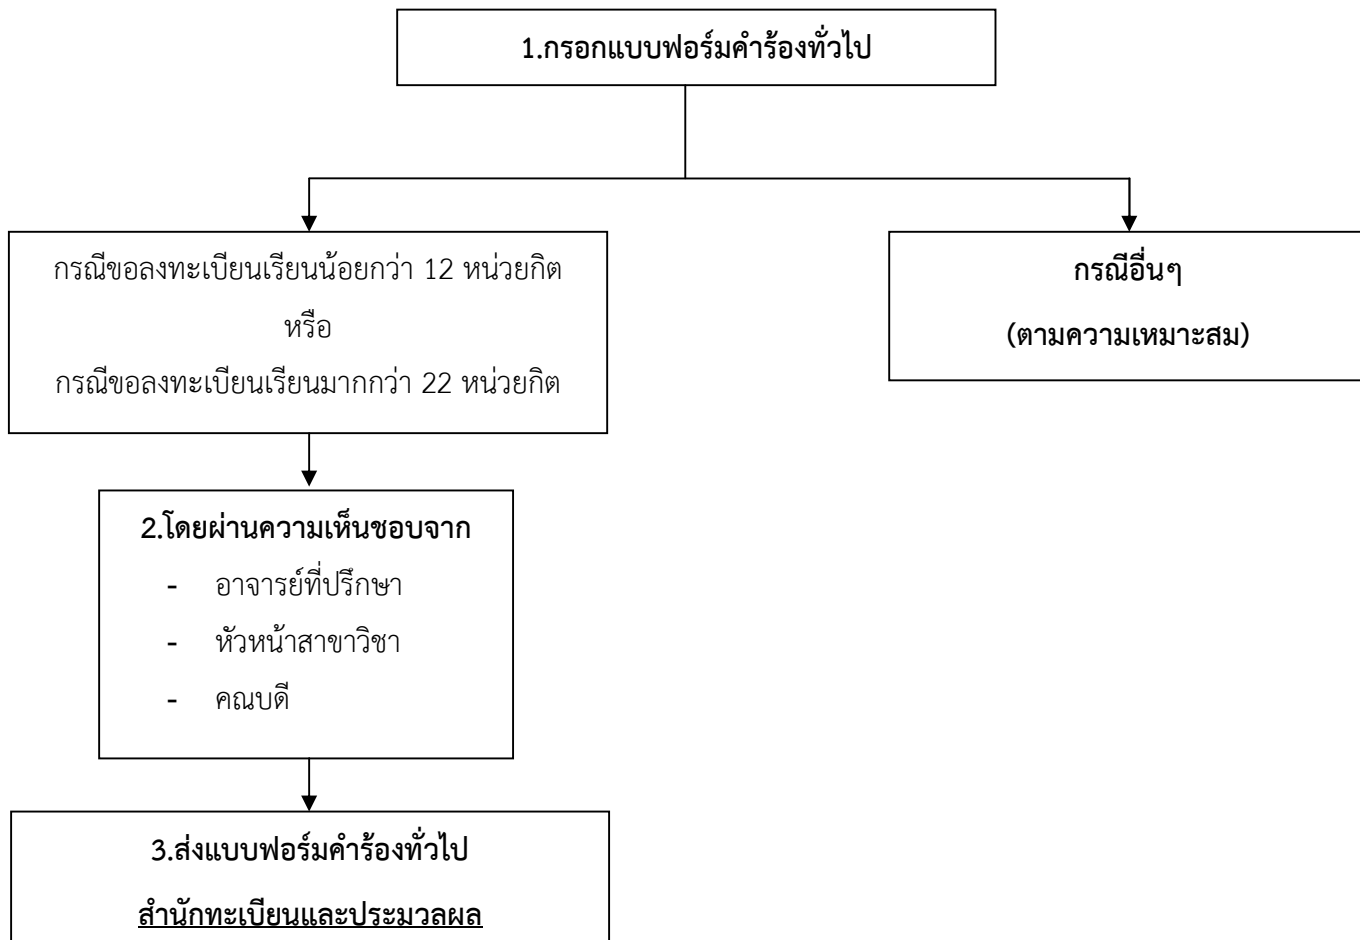 1.กรอกแบบฟอร์มคำร้องทั่วไป
กรณีขอลงทะเบียนเรียนน้อยกว่า 12 หน่วยกิต
หรือ
กรณีขอลงทะเบียนเรียนมากกว่า 22 หน่วยกิต
กรณีอื่นๆ
(ตามความเหมาะสม)
2.โดยผ่านความเห็นชอบจาก
- อาจารย์ที่ปรึกษา
- หัวหน้าสาขาวิชา
- คณบดี
3.ส่งแบบฟอร์มคำร้องทั่วไป
สำนักทะเบียนและประมวลผล